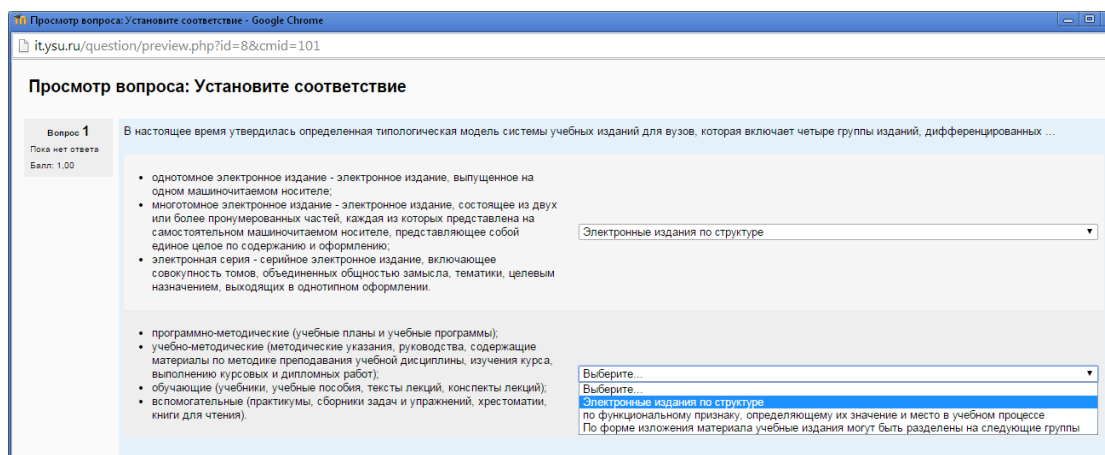 Просмотр вопроса: Установите соответствие - Google Chrome
it.ysu.ru/question/preview.php?id=8&cmid=101
Просмотр вопроса: Установите соответствие
Вопрос 1
Пока нет ответа
Балл: 1,00
В настоящее время утвердилась определенная типологическая модель системы учебных изданий для вузов, которая включает четыре группы изданий, дифференцированных ...
• однотомное электронное издание - электронное издание, выпущенное на
одном машиночитаемом носителе;
• многотомное электронное издание - электронное издание, состоящее из двух
или более пронумерованных частей, каждая из которых представлена на
самостоятельном машиночитаемом носителе, представляющее собой
единое целое по содержанию и оформлению;
• электронная серия - серийное электронное издание, включающее
совокупность томов, объединенных общностью замысла, тематики, целевым
назначением, выходящих в однотипном оформлении.
Электронные издания по структуре
• программно-методические (учебные планы и учебные программы);
• учебно-методические (методические указания, руководства, содержащие
материалы по методике преподавания учебной дисциплины, изучения курса,
выполнению курсовых и дипломных работ);
• обучающие (учебники, учебные пособия, тексты лекций, конспекты лекций);
• вспомогательные (практикумы, сборники задач и упражнений, хрестоматии,
книги для чтения).
Выберите...
Выберите...
Электронные издания по структуре
по функциональному признаку, определяющему их значение и место в учебном процессе
По форме изложения материала учебные издания могут быть разделены на следующие группы